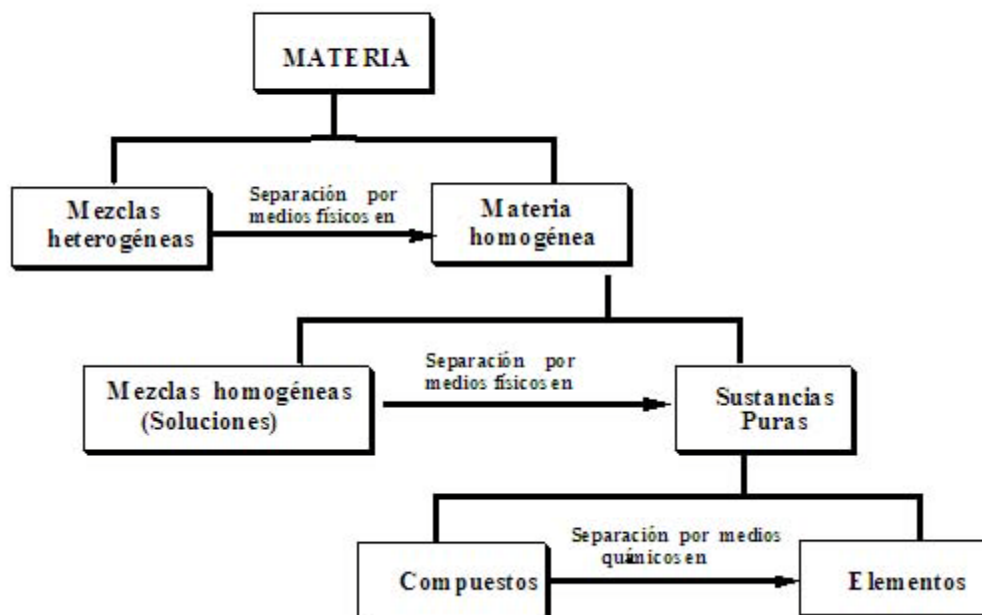 MATERIA
Mezclas
heterogéneas
Separación por
medios físicos en
Materia
homogénea
Mezclas homogéneas
(Soluciones)
Separación por
medios físicos en
Sustancias
Puras
Compuestos
Separación por medios
químicos en
Elementos